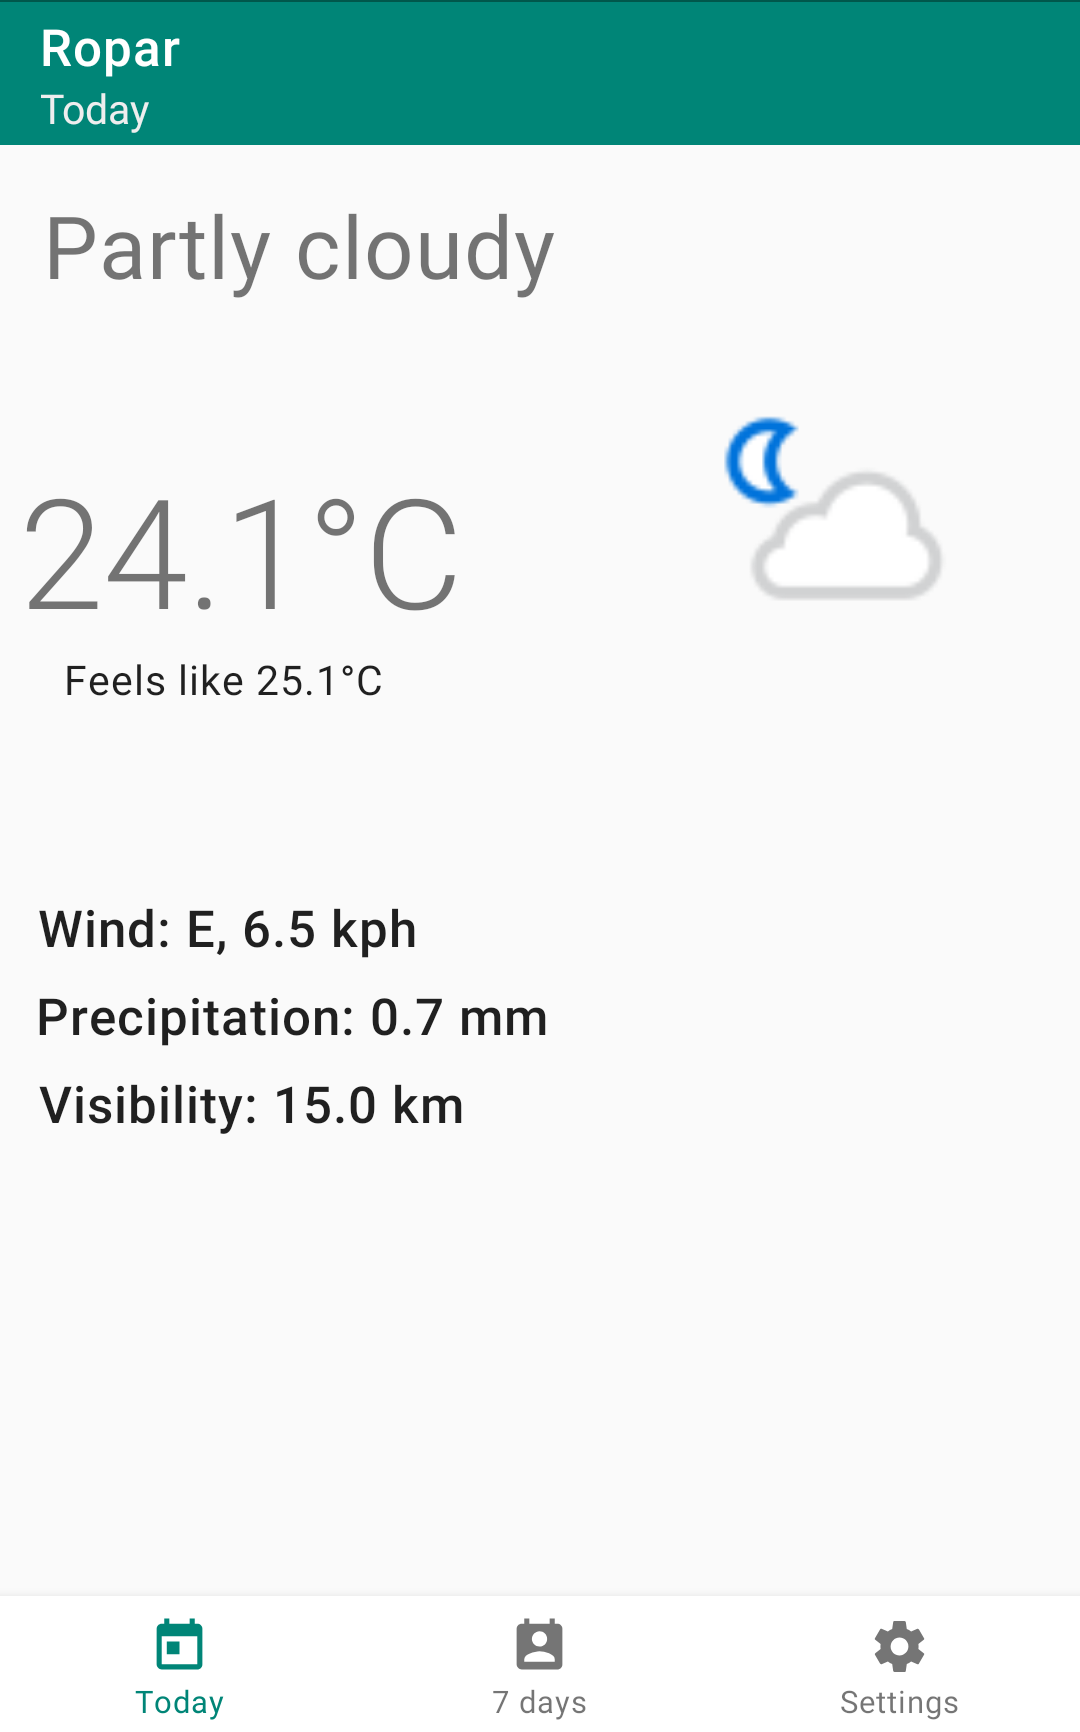 Ropar
Today
Partly cloudy
24.1°C
Feels like 25.1°C
Wind: E, 6.5 kph
Precipitation: 0.7 mm
Visibility: 15.0 km
Today
7 days
Settings